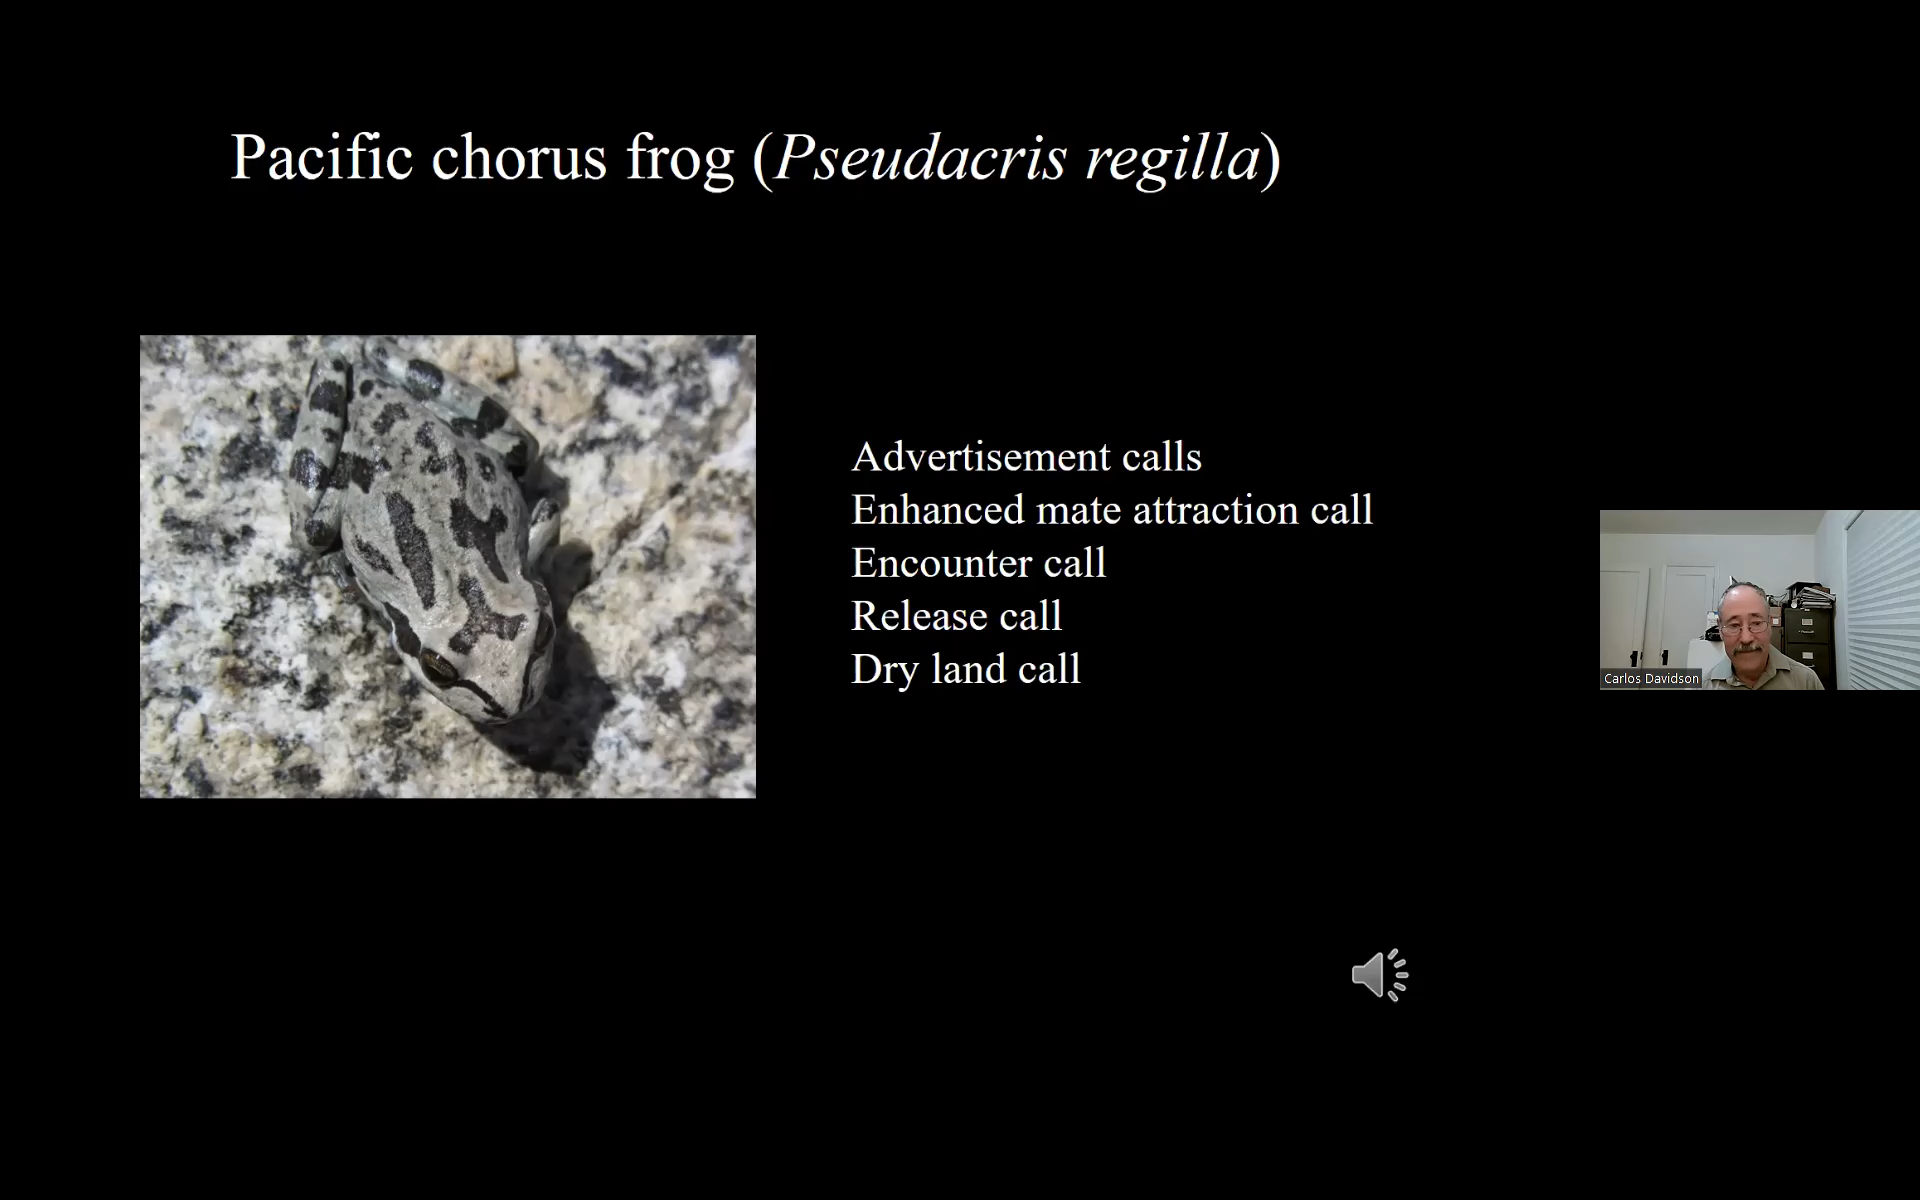 Pacific chorus frog (Pseudacris regilla)
Advertisement calls
Enhanced mate attraction call
Encounter call
Release call
Dry land call
Carlos Davidson